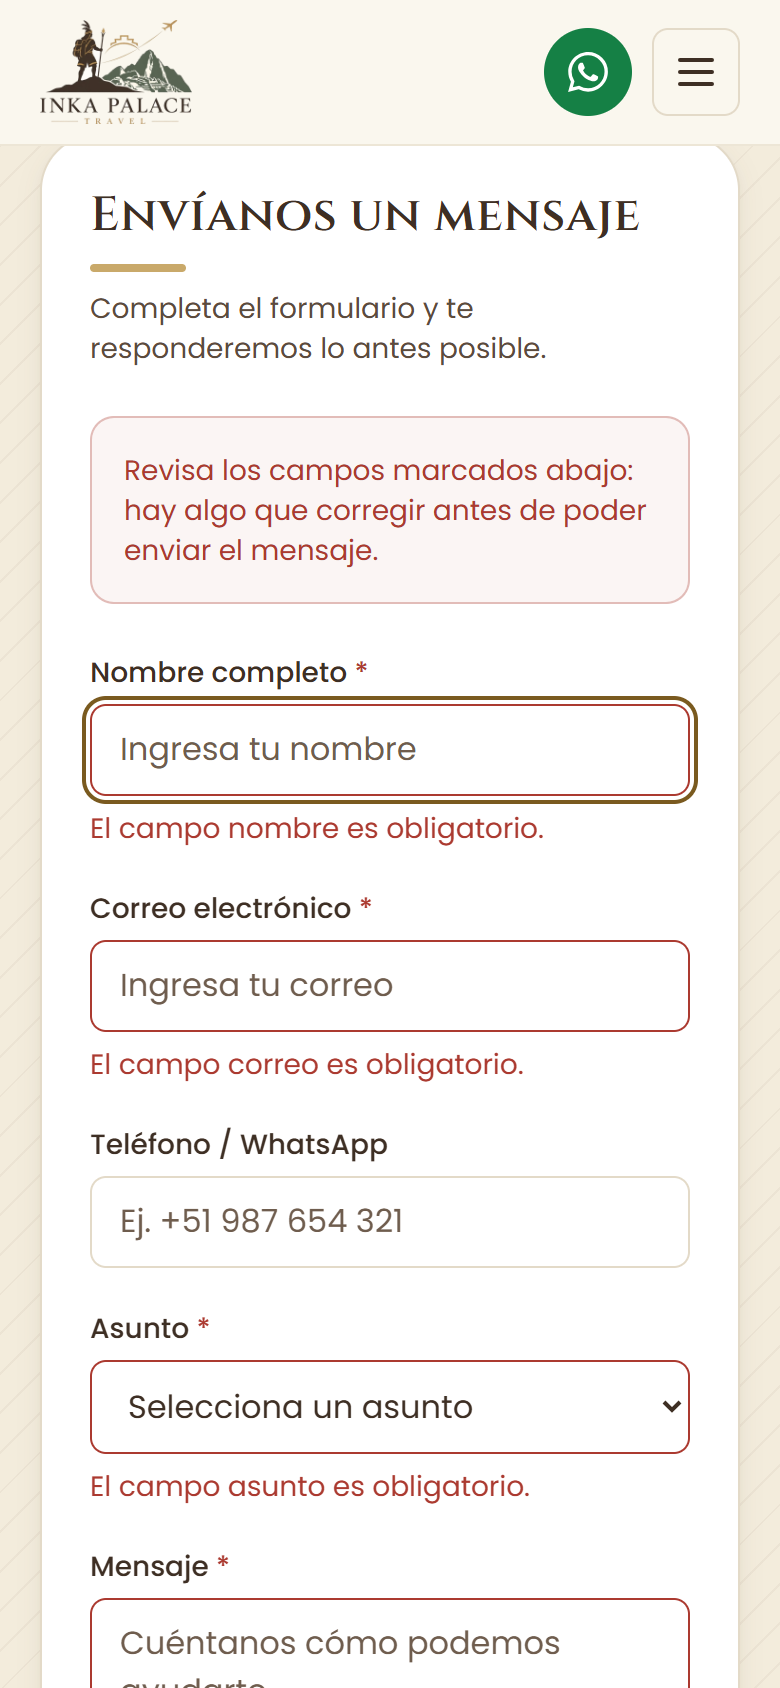 INKA PALACE
TRAVEL
Envíanos un mensaje
Completa el formulario y te
responderemos lo antes posible.
Revisa los campos marcados abajo:
hay algo que corregir antes de poder
enviar el mensaje.
Nombre completo *
Ingresa tu nombre
El campo nombre es obligatorio.
Correo electrónico *
Ingresa tu correo
El campo correo es obligatorio.
Teléfono / WhatsApp
Ej. +51 987 654 321
Asunto *
Selecciona un asunto
El campo asunto es obligatorio.
Mensaje *
Cuéntanos cómo podemos
ayudarte